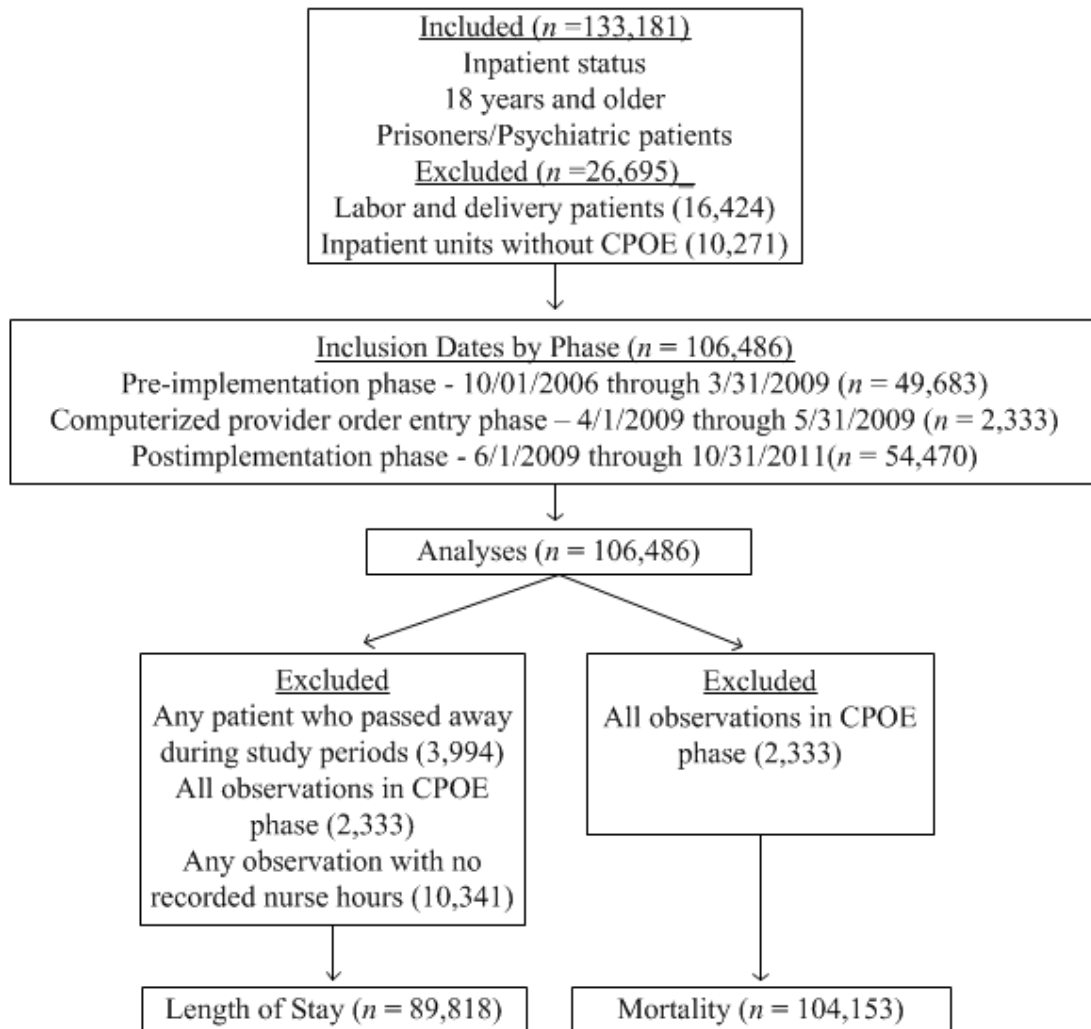 Included (n =133,181)
Inpatient status
18 years and older
Prisoners/Psychiatric patients
Excluded (n =26,695)_
Labor and delivery patients (16,424)
Inpatient units without CPOE (10,271)
Inclusion Dates by Phase (n = 106,486)
Pre-implementation phase - 10/01/2006 through 3/31/2009 (n = 49,683)
Computerized provider order entry phase – 4/1/2009 through 5/31/2009 (n = 2,333)
Postimplementation phase - 6/1/2009 through 10/31/2011(n = 54,470)
Analyses (n = 106,486)
Excluded
Any patient who passed away
during study periods (3,994)
All observations in CPOE
phase (2,333)
Any observation with no
recorded nurse hours (10,341)
Excluded
All observations in CPOE
phase (2,333)
Length of Stay (n = 89,818)
Mortality (n = 104,153)